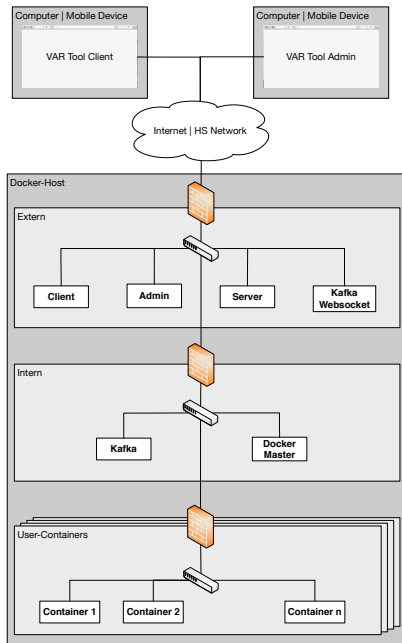 Computer | Mobile Device
Computer | Mobile Device
VAR Tool Client
VAR Tool Admin
Internet | HS Network
Docker-Host
Extern
Client
Admin
Server
Kafka
Websocket
Intern
Kafka
Docker
Master
User-Containers
Container 1
Container 2
Container n